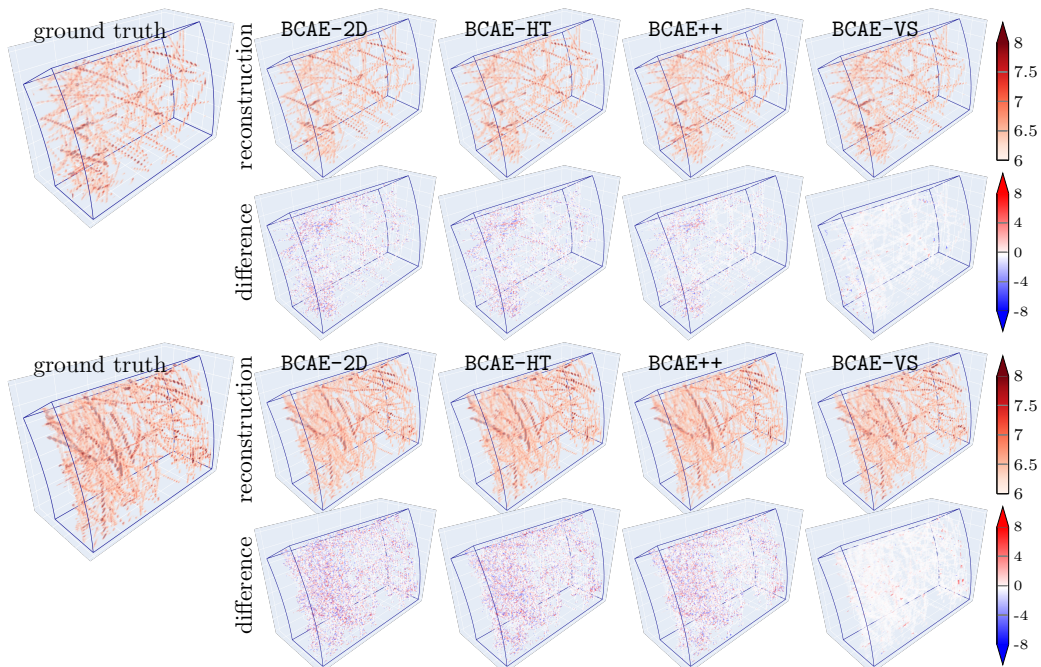 ground truth
BCAE-2D
BCAE-HT
BCAE++
BCAE-VS
reconstruction
8
7.5
7
6.5
6
difference
8
4
0
-4
-8
ground truth
BCAE-2D
BCAE-HT
BCAE++
BCAE-VS
reconstruction
8
7.5
7
6.5
6
difference
8
4
0
-4
-8